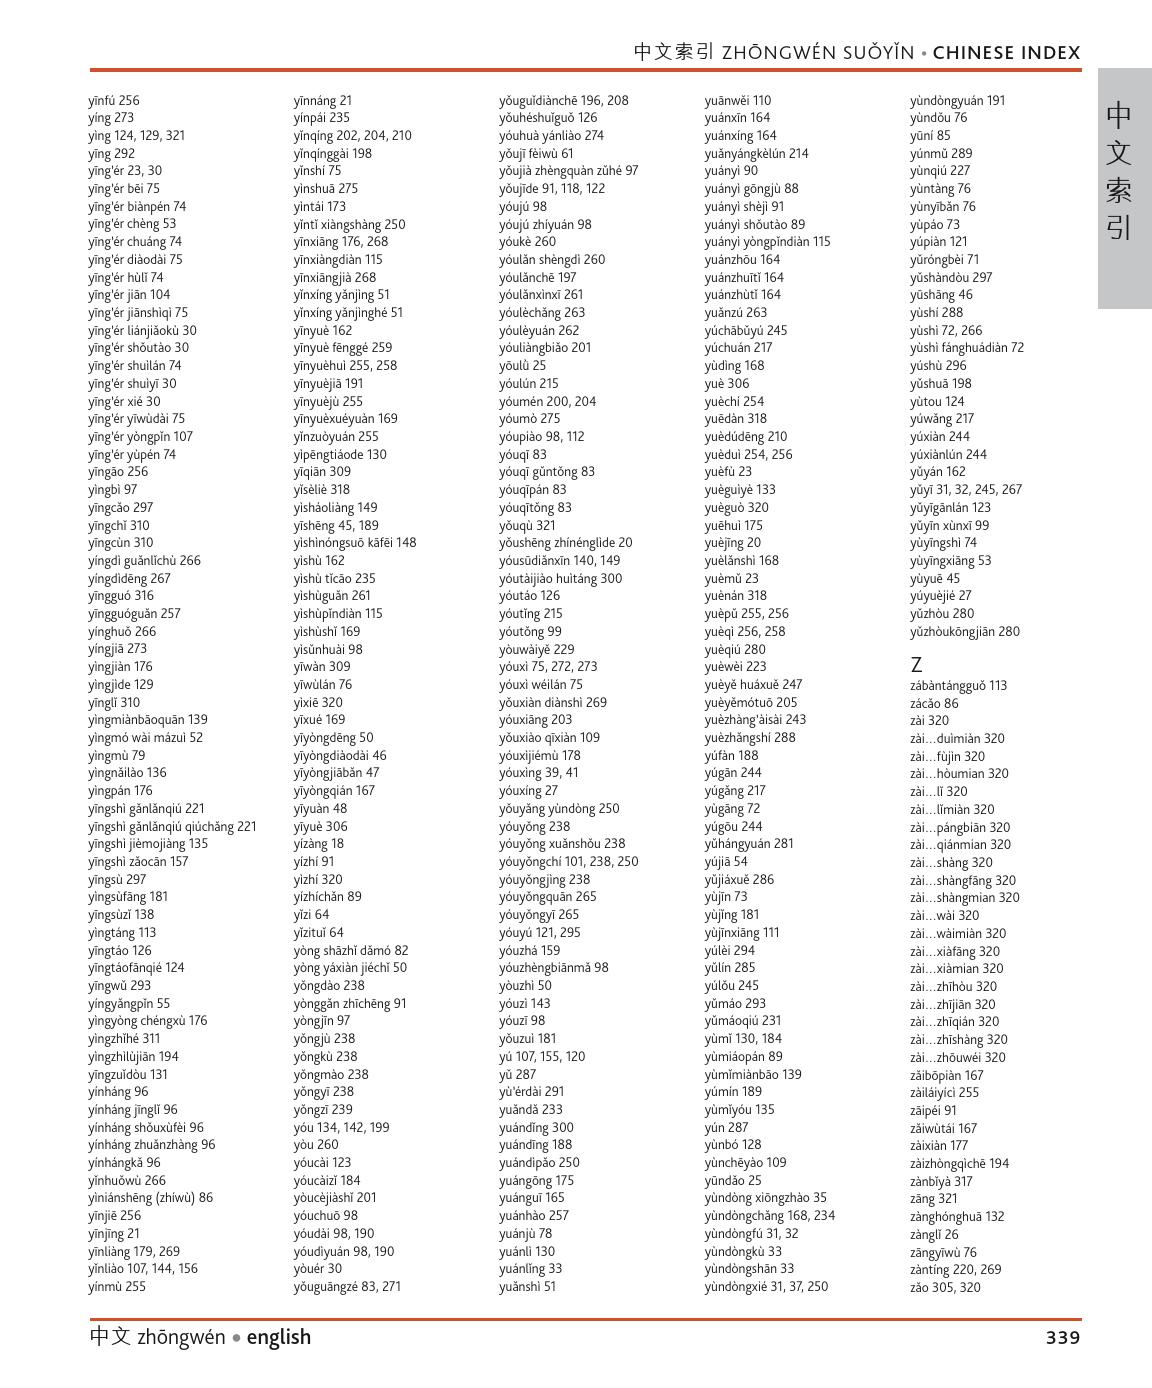 中文索引 ZHŌNGWÉN SUǑYǏN • CHINESE INDEX
中
文
索
引
yīnfú 256
yíng 273
yìng 124, 129, 321
yīng 292
yīng'ér 23, 30
yīng'ér bēi 75
yīng'ér biànpén 74
yīng'ér chèng 53
yīng'ér chuáng 74
yīng'ér diàodài 75
yīng'ér hùlǐ 74
yīng'ér jiān 104
yīng'ér jiānshìqì 75
yīng'ér liánjiǎokù 30
yīng'ér shǒutào 30
yīng'ér shuìlán 74
yīng'ér shuìyī 30
yīng'ér xié 30
yīng'ér yīwùdài 75
yīng'ér yòngpǐn 107
yīng'ér yùpén 74
yīngāo 256
yìngbì 97
yīngcǎo 297
yīngchǐ 310
yīngcùn 310
yíngdì guǎnlǐchù 266
yíngdìdēng 267
yīngguó 316
yīngguóguǎn 257
yínghuǒ 266
yíngjiā 273
yìngjiàn 176
yìngjìde 129
yīnglǐ 310
yìngmiànbāoquān 139
yìngmó wài mázuì 52
yìngmù 79
yìngnǎilào 136
yìngpán 176
yīngshì gǎnlǎnqiú 221
yīngshì gǎnlǎnqiú qiúchǎng 221
yīngshì jièmojiàng 135
yīngshì zǎocān 157
yīngsù 297
yìngsùfāng 181
yīngsùzǐ 138
yìngtáng 113
yīngtáo 126
yīngtáofānqié 124
yīngwǔ 293
yíngyǎngpǐn 55
yìngyòng chéngxù 176
yìngzhǐhé 311
yìngzhìlùjiān 194
yīngzuǐdòu 131
yínháng 96
yínháng jīnglǐ 96
yínháng shǒuxùfèi 96
yínháng zhuǎnzhàng 96
yínhángkǎ 96
yǐnhuǒwù 266
yìniánshēng (zhíwù) 86
yīnjiē 256
yīnjīng 21
yīnliàng 179, 269
yǐnliào 107, 144, 156
yínmù 255
yīnnáng 21
yínpái 235
yǐnqíng 202, 204, 210
yǐnqínggài 198
yǐnshí 75
yìnshuā 275
yìntái 173
yǐntǐ xiàngshàng 250
yīnxiāng 176, 268
yīnxiàngdiàn 115
yīnxiāngjià 268
yǐnxíng yǎnjìng 51
yǐnxíng yǎnjìnghé 51
yīnyuè 162
yīnyuè fēnggé 259
yīnyuèhuì 255, 258
yīnyuèjiā 191
yīnyuèjù 255
yīnyuèxuéyuàn 169
yǐnzuòyuán 255
yìpēngtiáode 130
yīqiān 309
yǐsèliè 318
yìsháoliàng 149
yīshēng 45, 189
yìshìnóngsuō kāfēi 148
yìshù 162
yìshù tǐcāo 235
yìshùguǎn 261
yìshùpǐndiàn 115
yìshùshǐ 169
yìsǔnhuài 98
yīwàn 309
yīwùlán 76
yìxiē 320
yīxué 169
yīyòngdēng 50
yīyòngdiàodài 46
yīyòngjiābǎn 47
yīyòngqián 167
yīyuàn 48
yīyuè 306
yízàng 18
yízhí 91
yìzhí 320
yízhíchǎn 89
yǐzi 64
yǐzituǐ 64
yòng shāzhǐ dǎmó 82
yòng yáxiàn jiéchǐ 50
yǒngdào 238
yònggǎn zhīchēng 91
yòngjīn 97
yǒngjù 238
yǒngkù 238
yǒngmào 238
yǒngyī 238
yǒngzī 239
yóu 134, 142, 199
yòu 260
yóucài 123
yóucàizǐ 184
yòucèjiàshǐ 201
yóuchuō 98
yóudài 98, 190
yóudìyuán 98, 190
yòuér 30
yǒuguāngzé 83, 271
yǒuguǐdiànchē 196, 208
yǒuhéshuǐguǒ 126
yóuhuà yánliào 274
yǒujī fèiwù 61
yǒujià zhèngquàn zǔhé 97
yǒujīde 91, 118, 122
yóujú 98
yóujú zhíyuán 98
yóukè 260
yóulǎn shèngdì 260
yóulǎnchē 197
yóulǎnxìnxī 261
yóulèchǎng 263
yóulèyuán 262
yóuliàngbiǎo 201
yōulǜ 25
yóulún 215
yóumén 200, 204
yóumò 275
yóupiào 98, 112
yóuqī 83
yóuqī gǔntǒng 83
yóuqīpán 83
yóuqītǒng 83
yǒuqù 321
yǒushēng zhínénglìde 20
yóusūdiǎnxīn 140, 149
yóutàijiào huìtáng 300
yóutáo 126
yóutǐng 215
yóutǒng 99
yòuwàiyě 229
yóuxì 75, 272, 273
yóuxì wéilán 75
yǒuxiàn diànshì 269
yóuxiāng 203
yǒuxiào qīxiàn 109
yóuxìjiémù 178
yóuxìng 39, 41
yóuxíng 27
yǒuyǎng yùndòng 250
yóuyǒng 238
yóuyǒng xuǎnshǒu 238
yóuyǒngchí 101, 238, 250
yóuyǒngjìng 238
yóuyǒngquān 265
yóuyǒngyī 265
yóuyú 121, 295
yóuzhá 159
yóuzhèngbiānmǎ 98
yòuzhì 50
yóuzì 143
yóuzī 98
yǒuzuì 181
yú 107, 155, 120
yǔ 287
yù'érdài 291
yuǎndǎ 233
yuándǐng 300
yuándīng 188
yuándìpǎo 250
yuángōng 175
yuánguī 165
yuánhào 257
yuánjù 78
yuánlì 130
yuánlǐng 33
yuǎnshì 51
yuānwěi 110
yuánxīn 164
yuánxíng 164
yuǎnyángkèlún 214
yuányì 90
yuányì gōngjù 88
yuányì shèjì 91
yuányì shǒutào 89
yuányì yòngpǐndiàn 115
yuánzhōu 164
yuánzhuītǐ 164
yuánzhùtǐ 164
yuǎnzú 263
yúchābǔyú 245
yúchuán 217
yùdìng 168
yuè 306
yuèchí 254
yuēdàn 318
yuèdúdēng 210
yuèduì 254, 256
yuèfù 23
yuèguìyè 133
yuèguò 320
yuēhuì 175
yuèjīng 20
yuèlǎnshì 168
yuèmǔ 23
yuènán 318
yuèpǔ 255, 256
yuèqì 256, 258
yuèqiú 280
yuèwèi 223
yuèyě huáxuě 247
yuèyěmótuō 205
yuèzhàng'àisài 243
yuèzhǎngshí 288
yúfàn 188
yúgān 244
yúgǎng 217
yùgāng 72
yúgōu 244
yǔhángyuán 281
yújiā 54
yǔjiáxuě 286
yùjīn 73
yùjǐng 181
yùjīnxiāng 111
yúlèi 294
yǔlín 285
yúlǒu 245
yǔmáo 293
yǔmáoqiú 231
yùmǐ 130, 184
yùmiáopán 89
yùmǐmiànbāo 139
yúmín 189
yùmǐyóu 135
yún 287
yùnbó 128
yùnchēyào 109
yūndǎo 25
yùndòng xiōngzhào 35
yùndòngchǎng 168, 234
yùndòngfú 31, 32
yùndòngkù 33
yùndòngshān 33
yùndòngxié 31, 37, 250
yùndòngyuán 191
yùndǒu 76
yūní 85
yúnmǔ 289
yùnqiú 227
yùntàng 76
yùnyībǎn 76
yùpáo 73
yúpiàn 121
yǔróngbèi 71
yǔshàndòu 297
yūshāng 46
yùshí 288
yùshì 72, 266
yùshì fánghuádiàn 72
yúshù 296
yǔshuā 198
yùtou 124
yúwǎng 217
yúxiàn 244
yúxiànlún 244
yǔyán 162
yǔyī 31, 32, 245, 267
yǔyīgānlán 123
yǔyīn xùnxī 99
yùyīngshì 74
yùyīngxiāng 53
yùyuē 45
yúyuèjié 27
yǔzhòu 280
yǔzhòukōngjiān 280
Z
zábàntángguǒ 113
zácǎo 86
zài 320
zài…duìmiàn 320
zài…fùjìn 320
zài…hòumian 320
zài…lǐ 320
zài…lǐmiàn 320
zài…pángbiān 320
zài…qiánmian 320
zài…shàng 320
zài…shàngfāng 320
zài…shàngmian 320
zài…wài 320
zài…wàimiàn 320
zài…xiàfāng 320
zài…xiàmian 320
zài…zhīhòu 320
zài…zhījiān 320
zài…zhīqián 320
zài…zhīshàng 320
zài…zhōuwéi 320
zǎibōpiàn 167
zàiláiyícì 255
zāipéi 91
zǎiwùtái 167
zàixiàn 177
zàizhòngqìchē 194
zànbǐyà 317
zāng 321
zànghónghuā 132
zànglǐ 26
zāngyīwù 76
zàntíng 220, 269
zǎo 305, 320
中文 zhōngwén • english
339